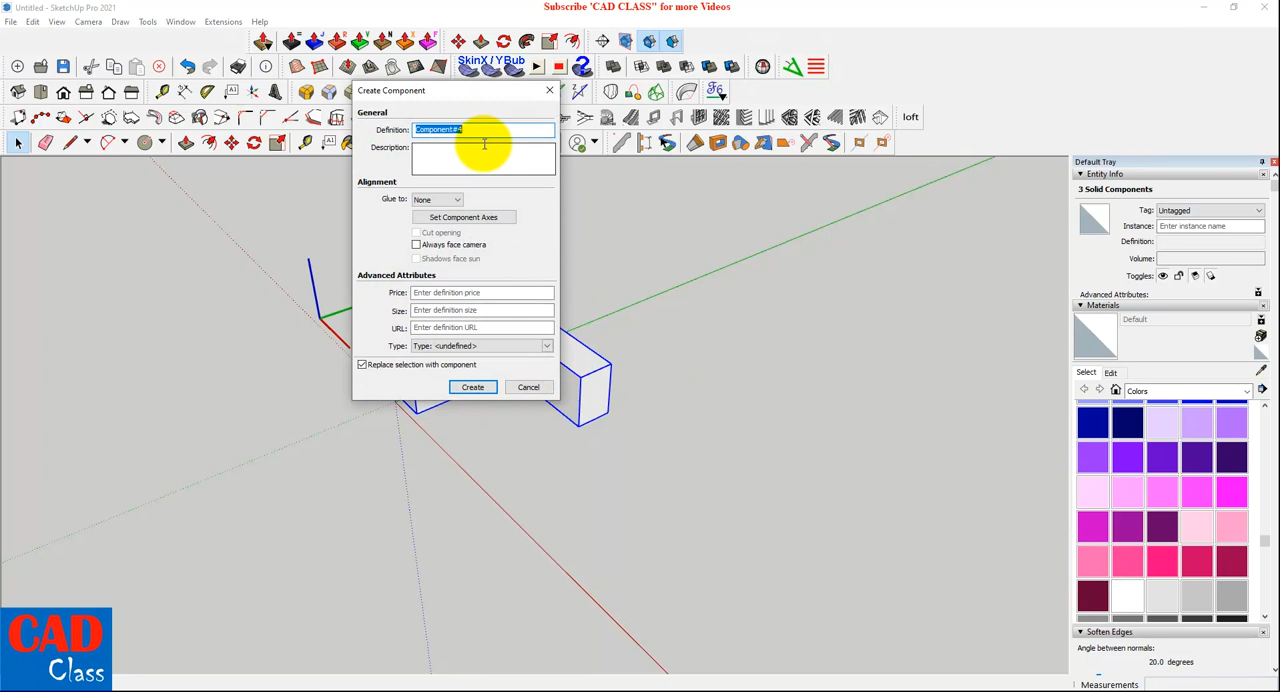 Untitled - SketchUp Pro 2021
Subscribe 'CAD CLASS" for more Videos
File Edit View Camera Draw Tools Window Extensions Help
SkinX / YBub
A1
F6
loft
A1
Create Component
General
Definition: Component#4
Description:
Alignment
Glue to: None
Set Component Axes
Cut opening
Always face camera
Shadows face sun
Advanced Attributes
Price: Enter definition price
Size: Enter definition size
URL: Enter definition URL
Type: Type: <undefined>
Replace selection with component
Create Cancel
Default Tray
Entity Info
3 Solid Components
Tag: Untagged
Instance: Enter instance name
Definition:
Volume:
Toggles:
Advanced Attributes:
Materials
Default
Select Edit
Colors
Soften Edges
Angle between normals:
20.0 degrees
Measurements
CAD
Class